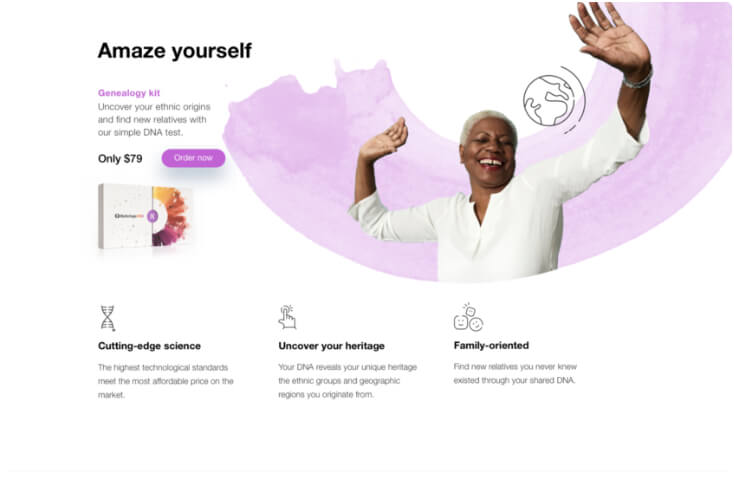 Amaze yourself
Genealogy kit
Uncover your ethnic origins
and find new relatives with
our simple DNA test.
Only $79
Order now
Cutting-edge science
The highest technological standards
meet the most affordable price on the
market.
Uncover your heritage
Your DNA reveals your unique heritage
the ethnic groups and geographic
regions you originate from.
Family-oriented
Find new relatives you never knew
existed through your shared DNA.